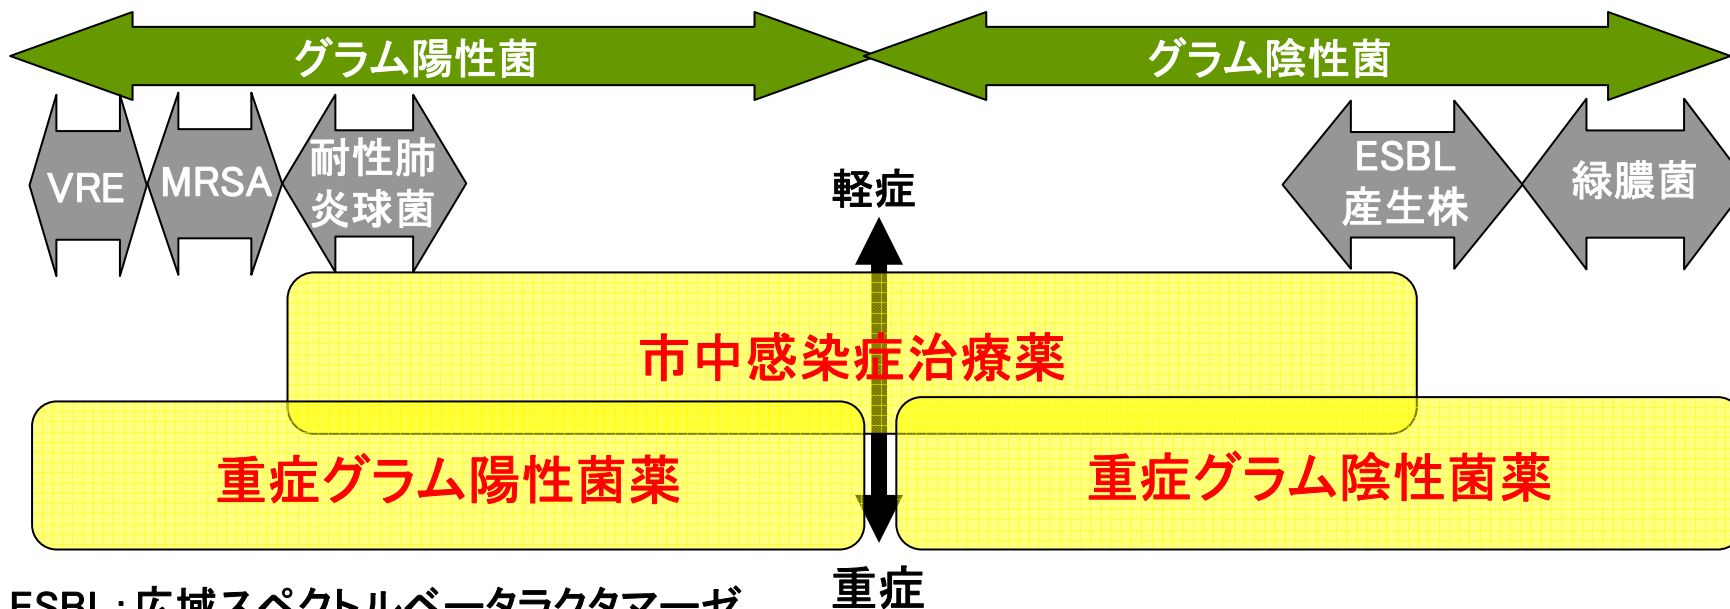 グラム陽性菌
グラム陰性菌
VRE
MRSA
耐性肺
炎球菌
軽症
ESBL
産生株
緑膿菌
市中感染症治療薬
重症グラム陽性菌薬
重症グラム陰性菌薬
重症
ESBL：広域スペクトルベータラクタマーゼ